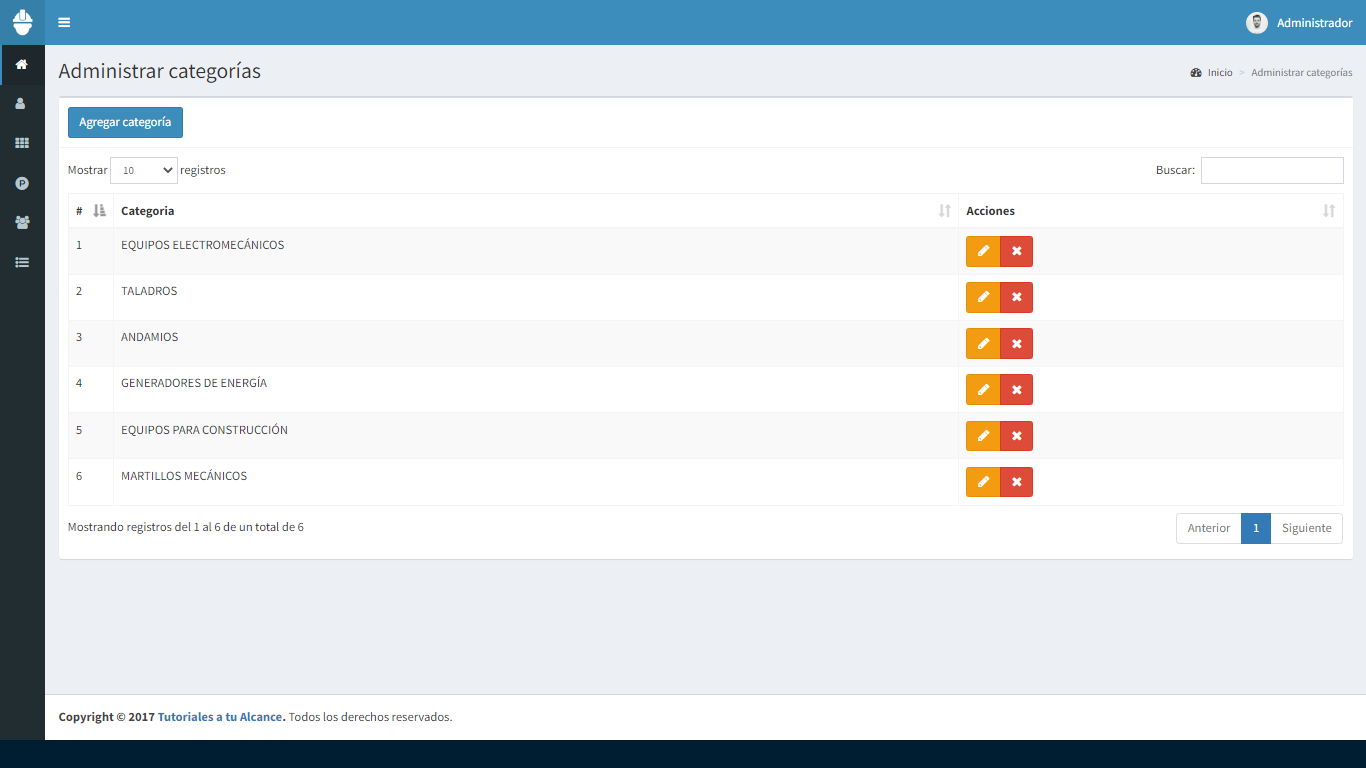 Administrador
Administrar categorías
Inicio > Administrar categorías
Agregar categoría
Mostrar 10 registros
Buscar:
# Categoria Acciones
1 EQUIPOS ELECTROMECÁNICOS
2 TALADROS
3 ANDAMIOS
4 GENERADORES DE ENERGÍA
5 EQUIPOS PARA CONSTRUCCIÓN
6 MARTILLOS MECÁNICOS
Mostrando registros del 1 al 6 de un total de 6
Anterior 1 Siguiente
Copyright © 2017 Tutoriales a tu Alcance. Todos los derechos reservados.